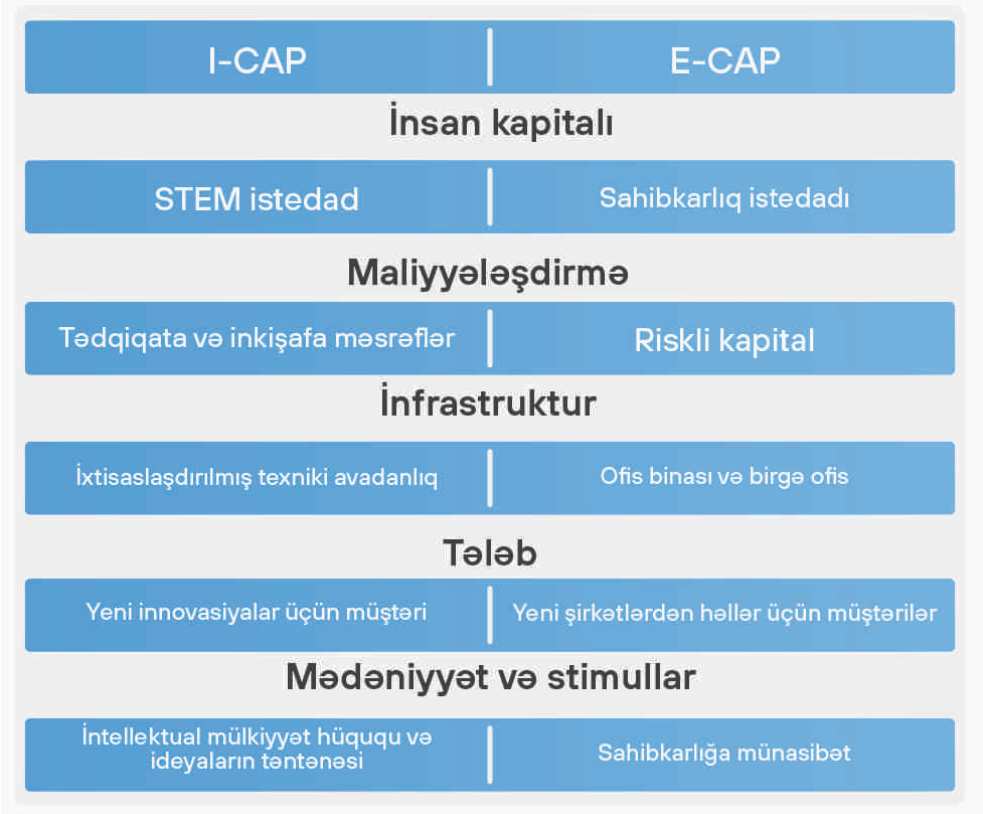 I-CAP
E-CAP
İnsan kapitalı
STEM istedad
Sahibkarlıq istedadı
Maliyyələşdirmə
Tədqiqata və inkişafa məsrəflər
Riskli kapital
İnfrastruktur
İxtisaslaşdırılmış texniki avadanlıq
Ofis binası və birgə ofis
Tələb
Yeni innovasiyalar üçün müştəri
Yeni şirkətlərdən həllər üçün müştərilər
Mədəniyyət və stimullar
İntellektual mülkiyyət hüququ və
ideyaların təntənəsi
Sahibkarlığa münasibət